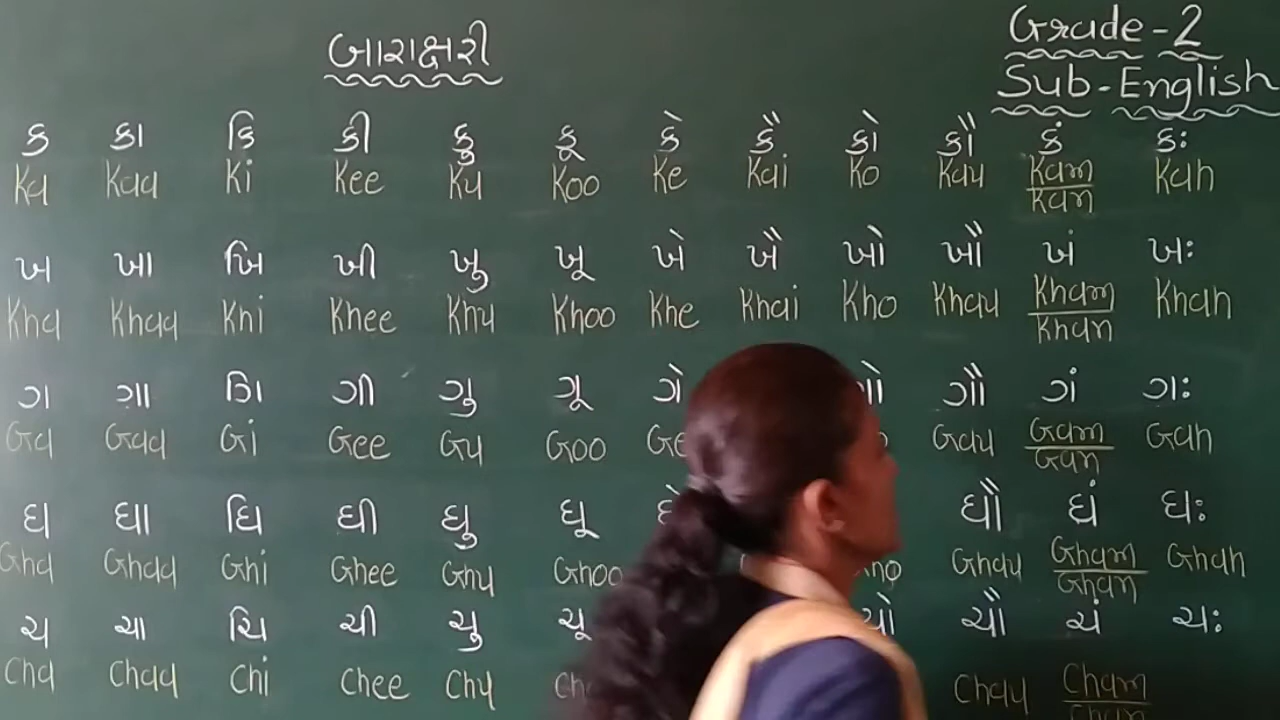 બારાક્ષરી
Grade-2
Sub-English
ક કા કિ કી કુ કૂ કે કૈ કો કૌ કં કઃ
Ka Kaa Ki Kee Ku Koo Ke Kai Ko Kau Kam Kah
Kan
ખ ખા ખિ ખી ખુ ખૂ ખે ખૈ ખો ખૌ ખં ખઃ
Kha Khaa Khi Khee Khu Khoo Khe Khai Kho Khau Kham Khah
Khan
ગ ગા ગિ ગી ગુ ગૂ ગે ગૌ ગં ગઃ
Ga Gaa Gi Gee Gu Goo Ge Gau Gam Gah
Gan
ઘ ઘા ઘિ ઘી ઘુ ઘૂ ઘૌ ઘં ઘઃ
Gha Ghaa Ghi Ghee Ghu Ghoo Ghau Gham Ghah
Ghan
ચ ચા ચિ ચી ચુ ચૂ ચો ચૌ ચં ચઃ
Cha Chaa Chi Chee Chu Chau Cham
Chan